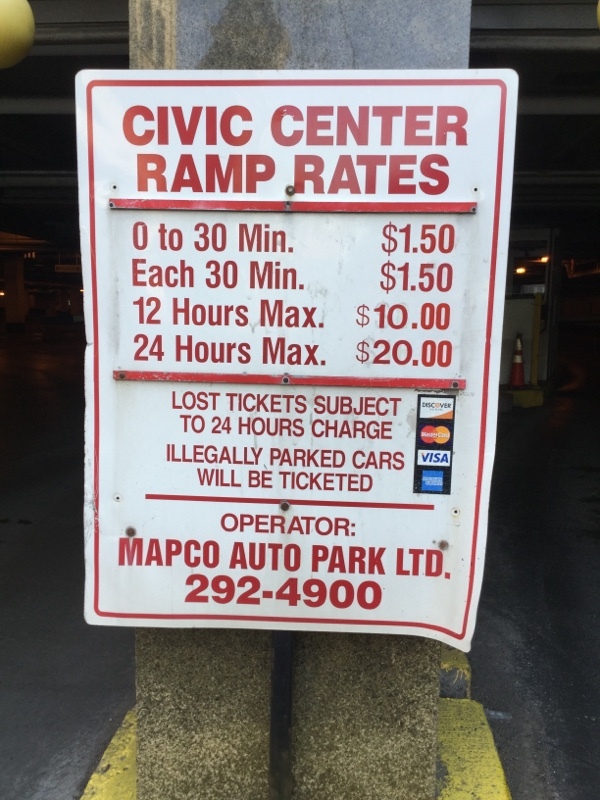 CIVIC CENTER
RAMP RATES
0 to 30 Min. $1.50
Each 30 Min. $1.50
12 Hours Max. $10.00
24 Hours Max. $20.00
LOST TICKETS SUBJECT
TO 24 HOURS CHARGE
ILLEGALLY PARKED CARS
WILL BE TICKETED
DISCOVER
MasterCard
VISA
OPERATOR:
MAPCO AUTO PARK LTD.
292-4900